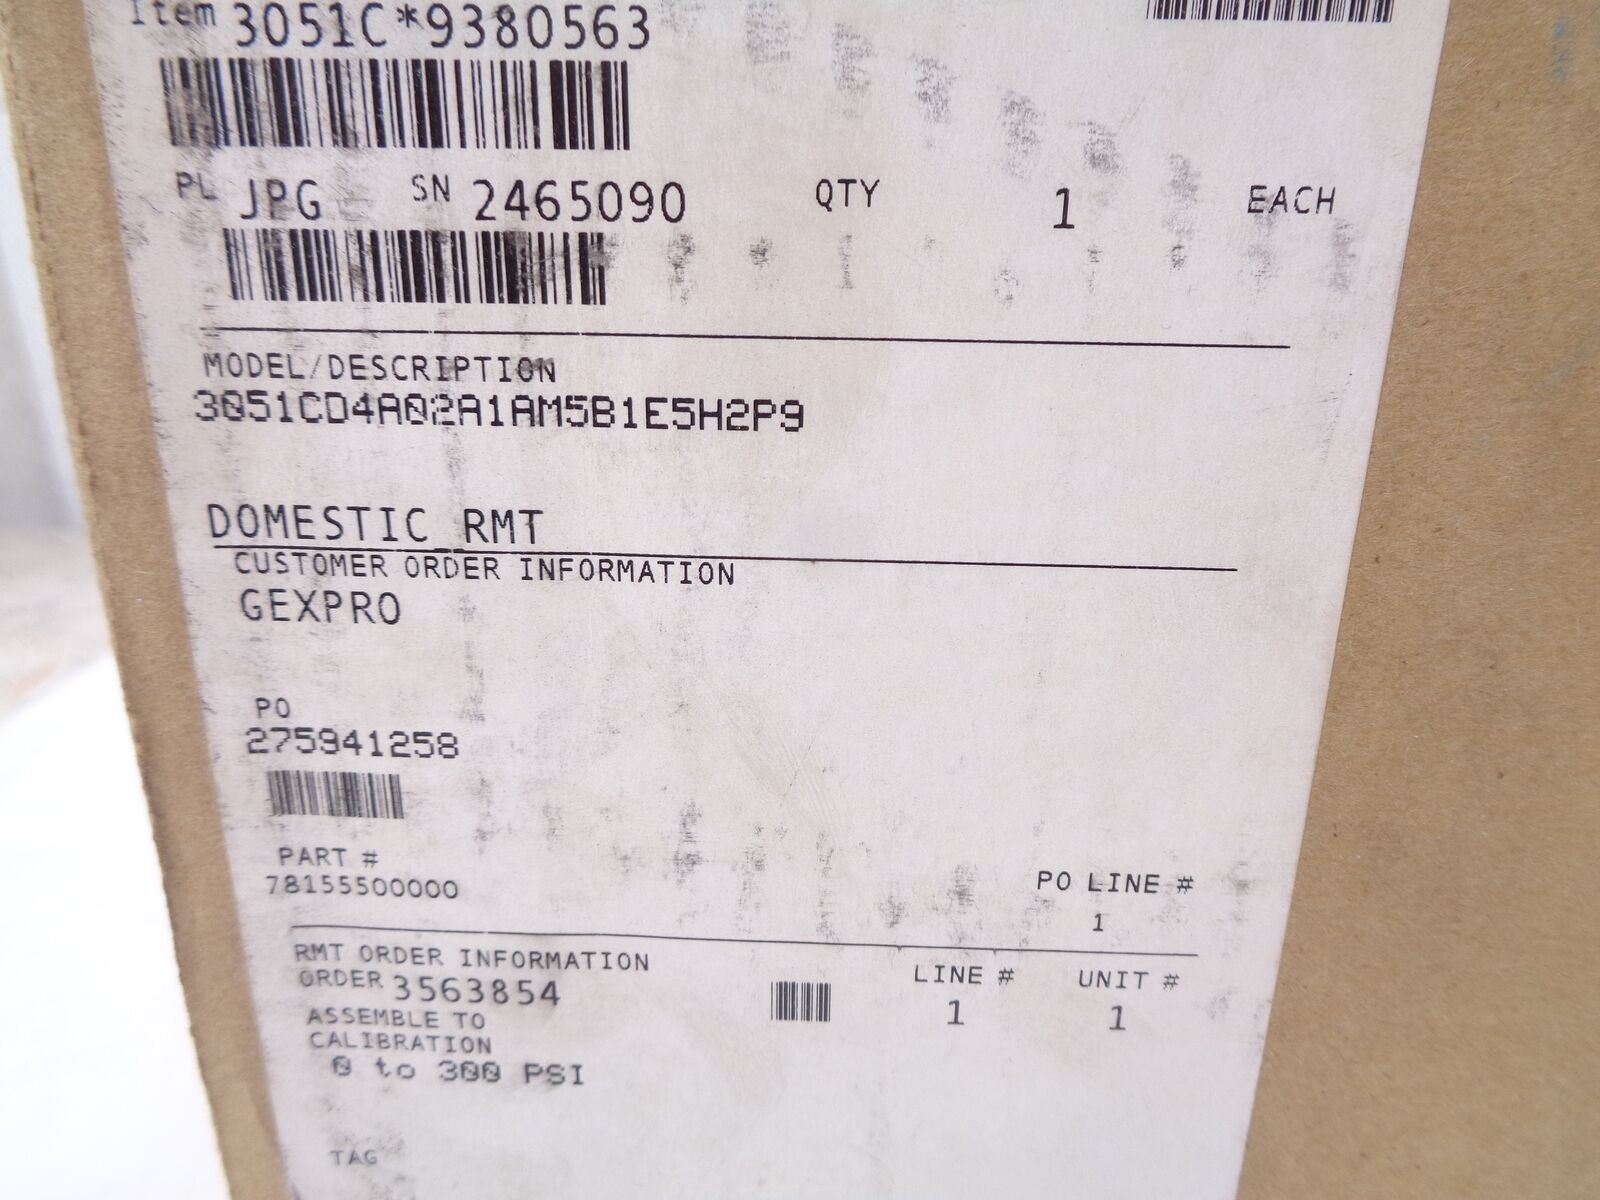 Item 3051C*9380563
PL JPG SN 2465090 QTY 1 EACH
MODEL/DESCRIPTION
3051CD4A02A1AM5B1E5H2P9
DOMESTIC RMT
CUSTOMER ORDER INFORMATION
GEXPRO
PO
275941258
PART #
78155500000
PO LINE #
1
RMT ORDER INFORMATION
ORDER 3563854
LINE # UNIT #
1 1
ASSEMBLE TO
CALIBRATION
0 to 300 PSI
TAG